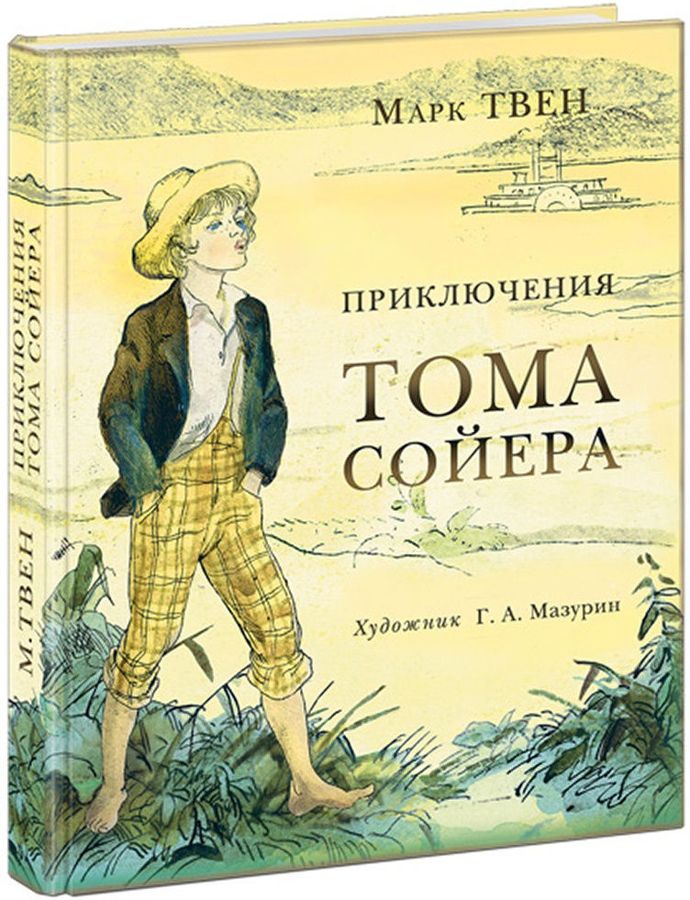 Марк ТВЕН
ПРИКЛЮЧЕНИЯ
ТОМА
СОЙЕРА
Художник Г. А. Мазурин
М. ТВЕН ПРИКЛЮЧЕНИЯ
ТОМА СОЙЕРА